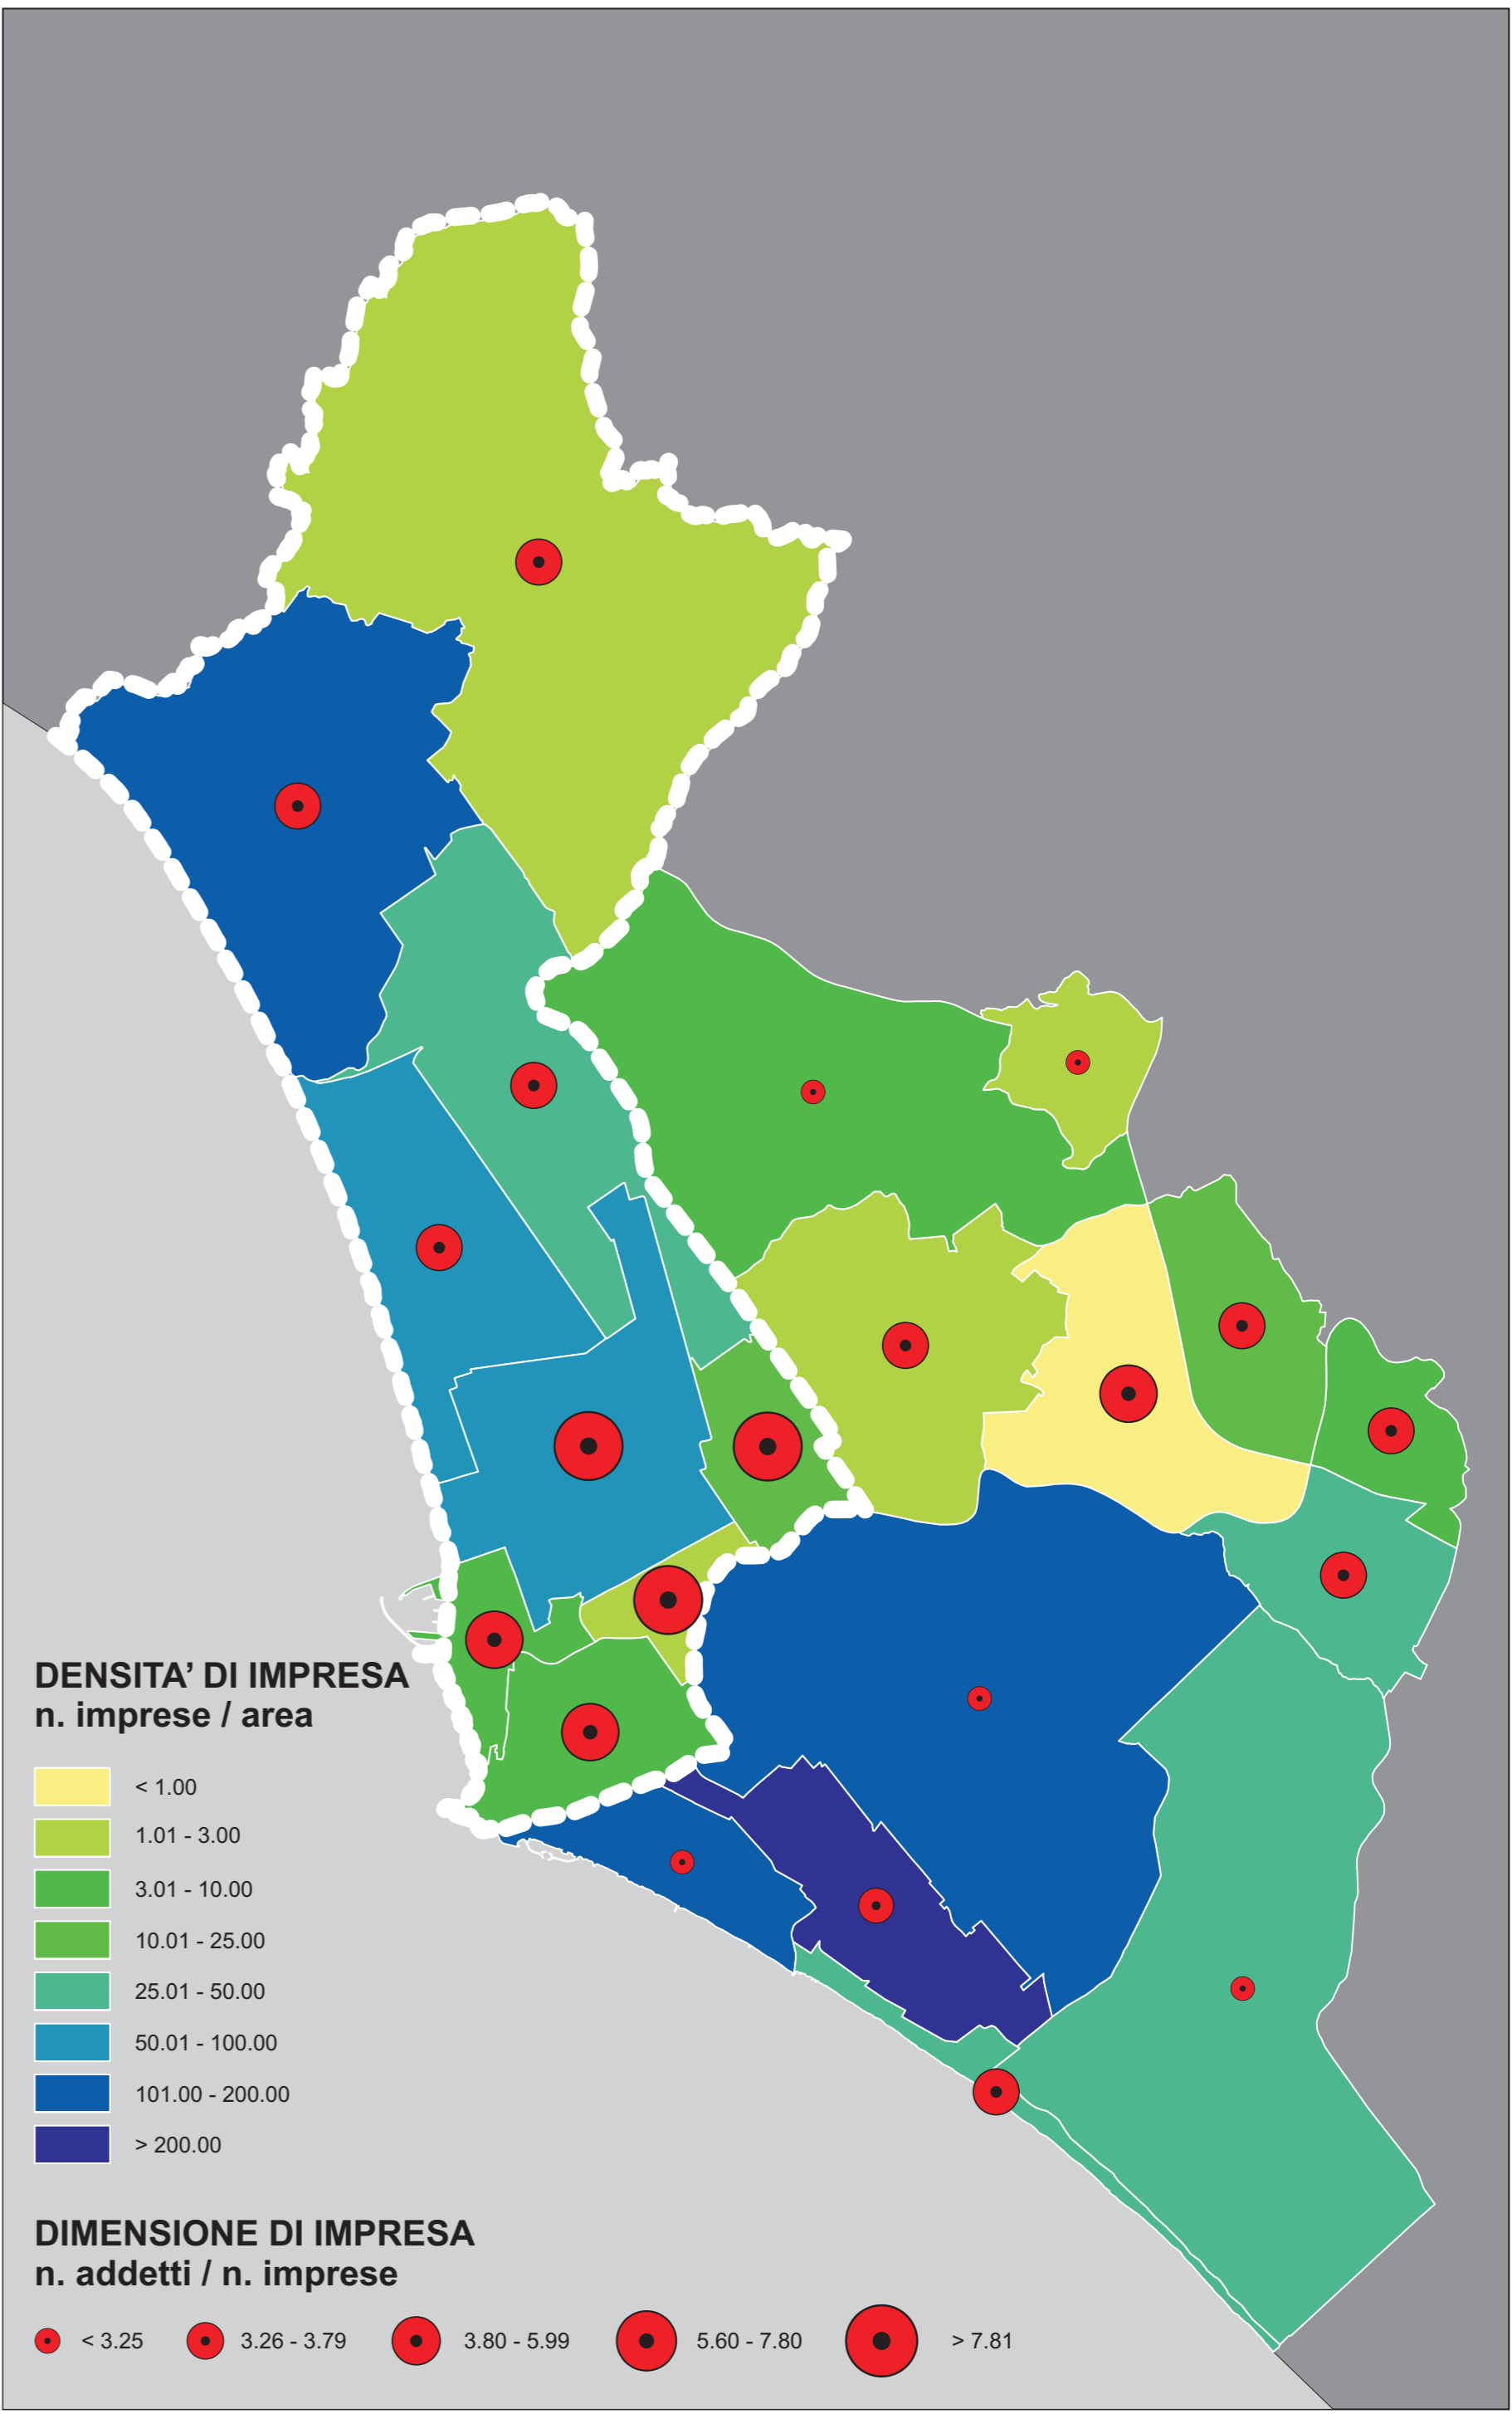 DENSITA’ DI IMPRESA
n. imprese / area
< 1.00
1.01 - 3.00
3.01 - 10.00
10.01 - 25.00
25.01 - 50.00
50.01 - 100.00
101.00 - 200.00
> 200.00
DIMENSIONE DI IMPRESA
n. addetti / n. imprese
< 3.25 3.26 - 3.79 3.80 - 5.99 5.60 - 7.80 > 7.81